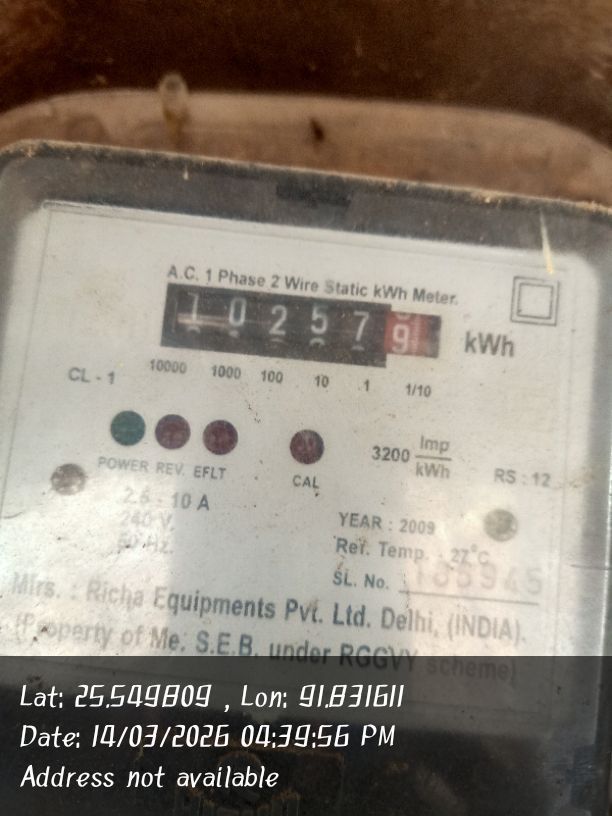 A.C. 1 Phase 2 Wire Static kWh Meter.
1 0 2 5 7 9 kWh
10000 1000 100 10 1 1/10
CL - 1
3200 Imp/kWh
RS : 12
POWER REV. EFLT
CAL
2.5 - 10 A
240 V.
50 Hz.
YEAR : 2009
Ref. Temp. - 27°C
SL. No.
Mfrs. : Richa Equipments Pvt. Ltd. Delhi, (INDIA).
(Property of Me. S.E.B. under RGGVY scheme)
Lat: 25.549809 , Lon: 91.831611
Date: 14/03/2026 04:39:56 PM
Address not available